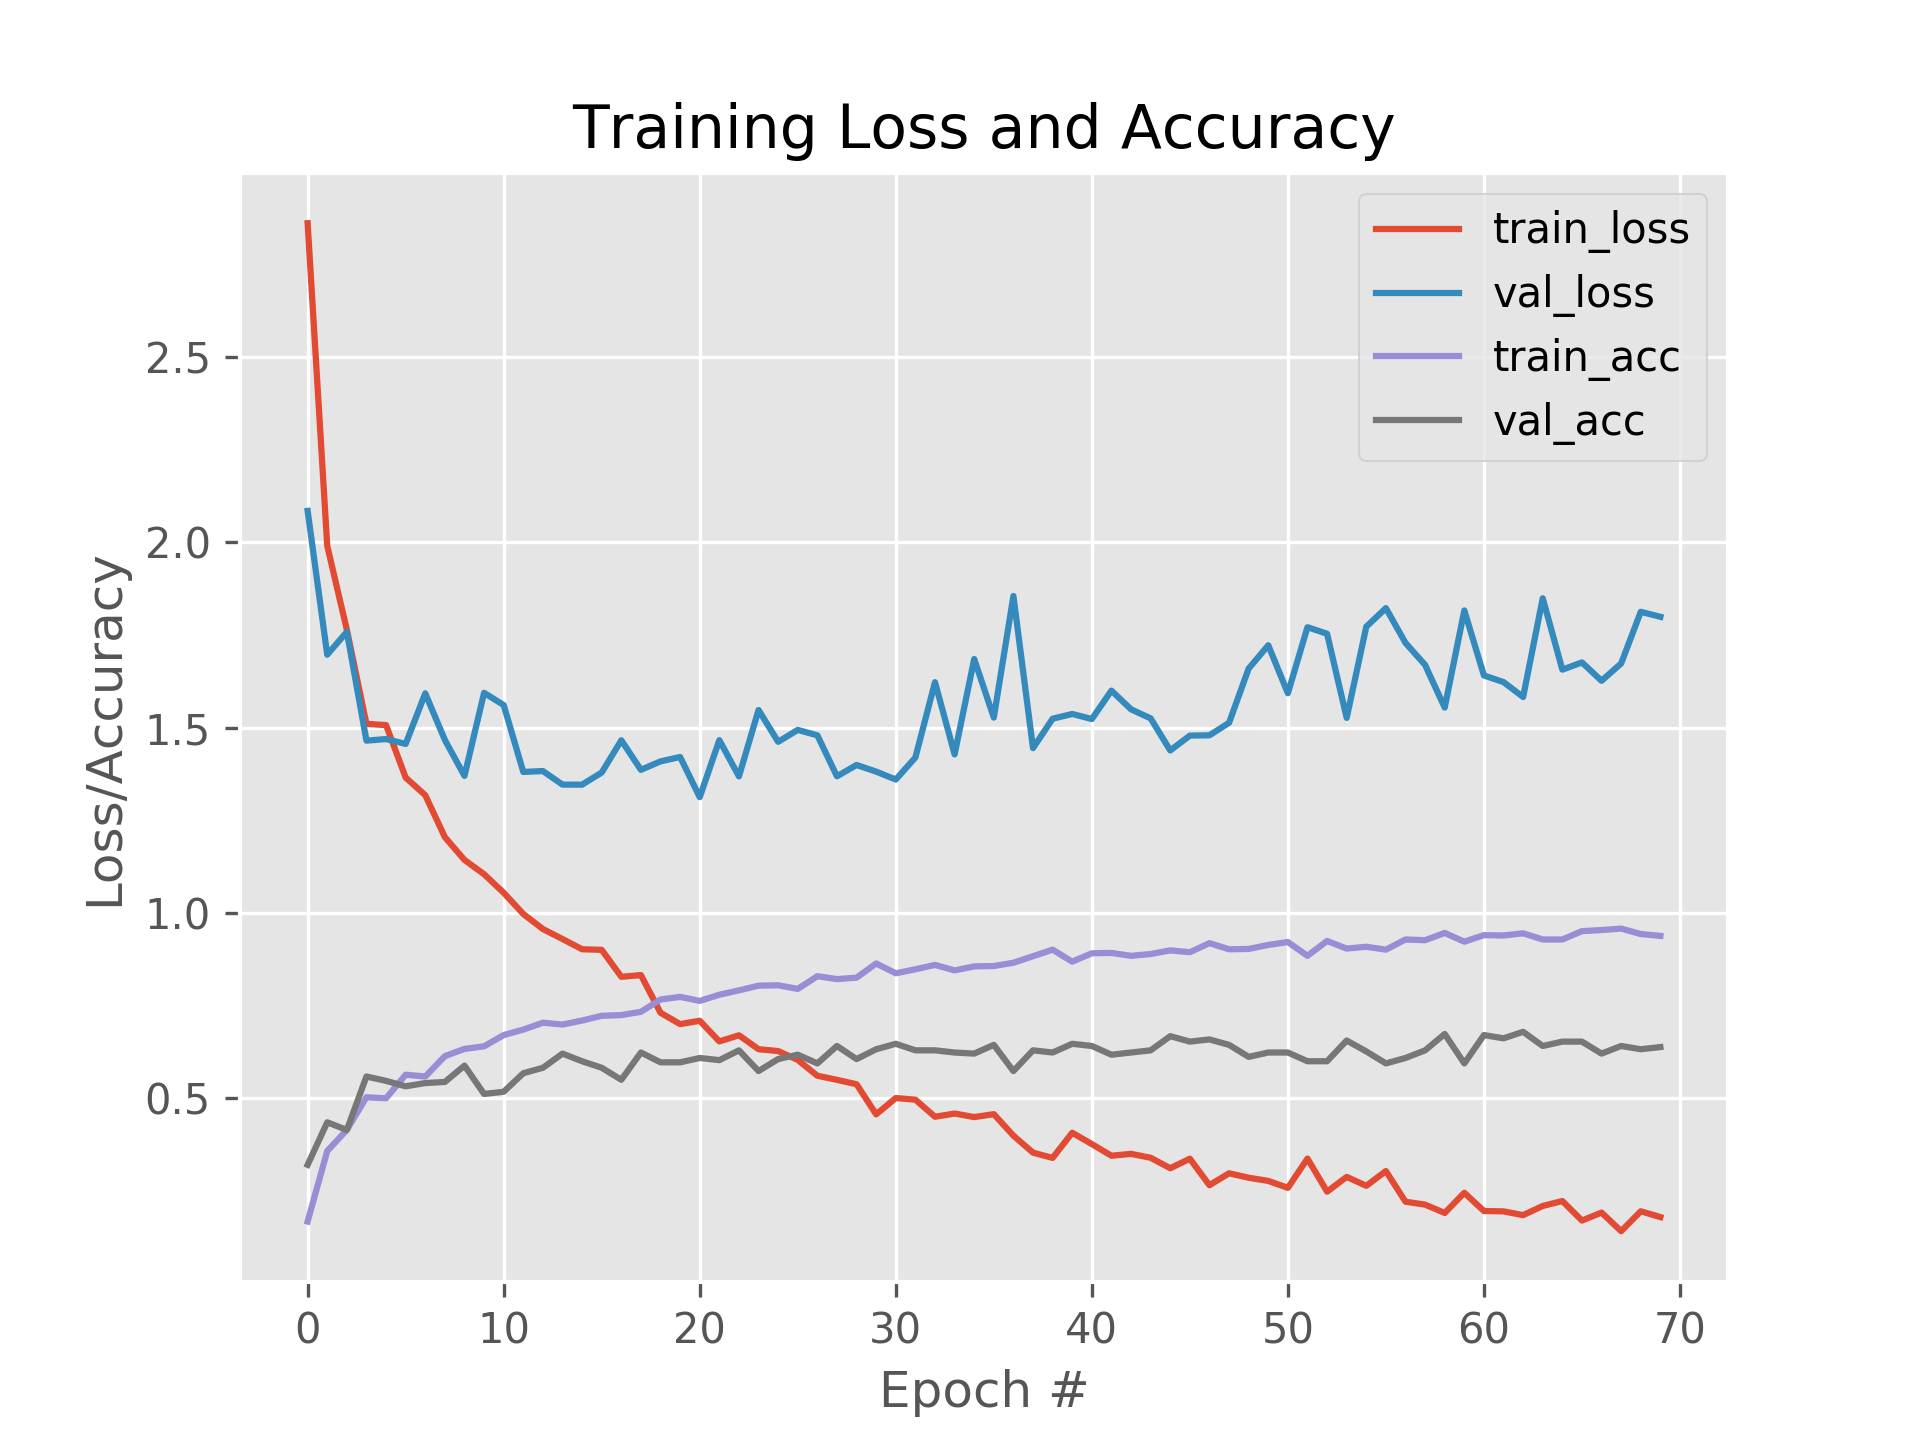 Training Loss and Accuracy
train_loss
val_loss
train_acc
val_acc
2.5
2.0
1.5
1.0
0.5
Loss/Accuracy
0 10 20 30 40 50 60 70
Epoch #